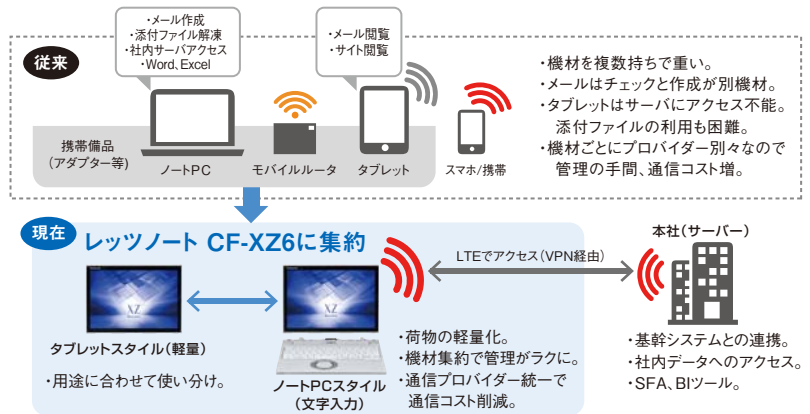 従来
・メール作成
・添付ファイル解凍
・社内サーバアクセス
・Word、Excel
・メール閲覧
・サイト閲覧
携帯備品
(アダプター等)
ノートPC
モバイルルータ
タブレット
スマホ/携帯
・機材を複数持ちで重い。
・メールはチェックと作成が別機材。
・タブレットはサーバにアクセス不能。
添付ファイルの利用も困難。
・機材ごとにプロバイダー別々なので
管理の手間、通信コスト増。
現在
レッツノート CF-XZ6に集約
XZ
タブレットスタイル(軽量)
・用途に合わせて使い分け。
XZ
ノートPCスタイル
(文字入力)
・荷物の軽量化。
・機材集約で管理がラクに。
・通信プロバイダー統一で
通信コスト削減。
LTEでアクセス(VPN経由)
本社(サーバー)
・基幹システムとの連携。
・社内データへのアクセス。
・SFA、BIツール。